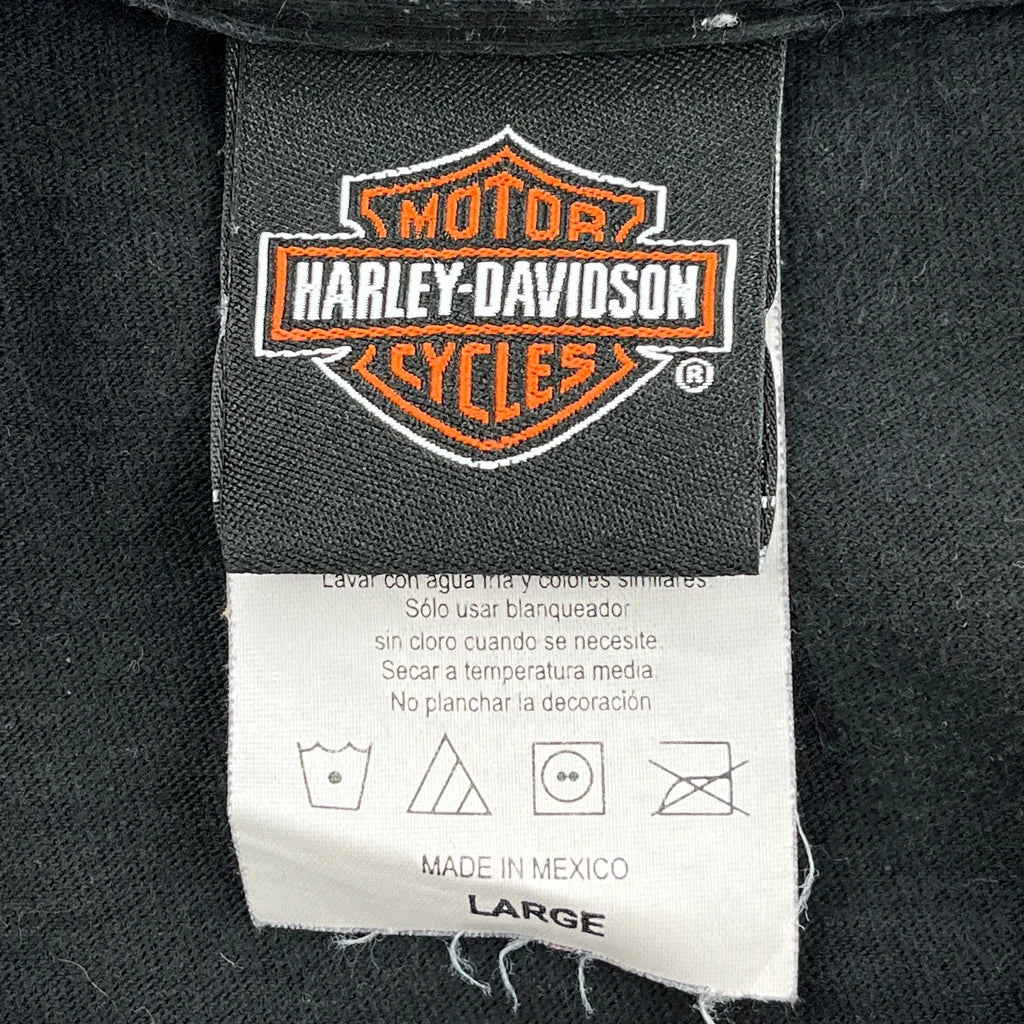 MOTOR
HARLEY-DAVIDSON
CYCLES
®
Lavar con agua fria y colores similares
Sólo usar blanqueador
sin cloro cuando se necesite.
Secar a temperatura media.
No planchar la decoración
MADE IN MEXICO
LARGE